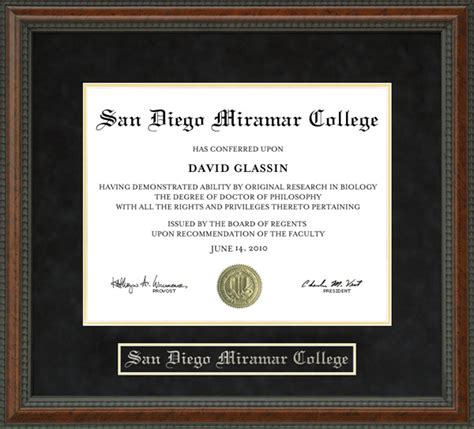 San Diego Miramar College
HAS CONFERRED UPON
DAVID GLASSIN
HAVING DEMONSTRATED ABILITY BY ORIGINAL RESEARCH IN BIOLOGY
THE DEGREE OF DOCTOR OF PHILOSOPHY
WITH ALL THE RIGHTS AND PRIVILEGES THERETO PERTAINING
ISSUED BY THE BOARD OF REGENTS
UPON RECOMMENDATION OF THE FACULTY
JUNE 14, 2010
PROVOST
PRESIDENT
San Diego Miramar College